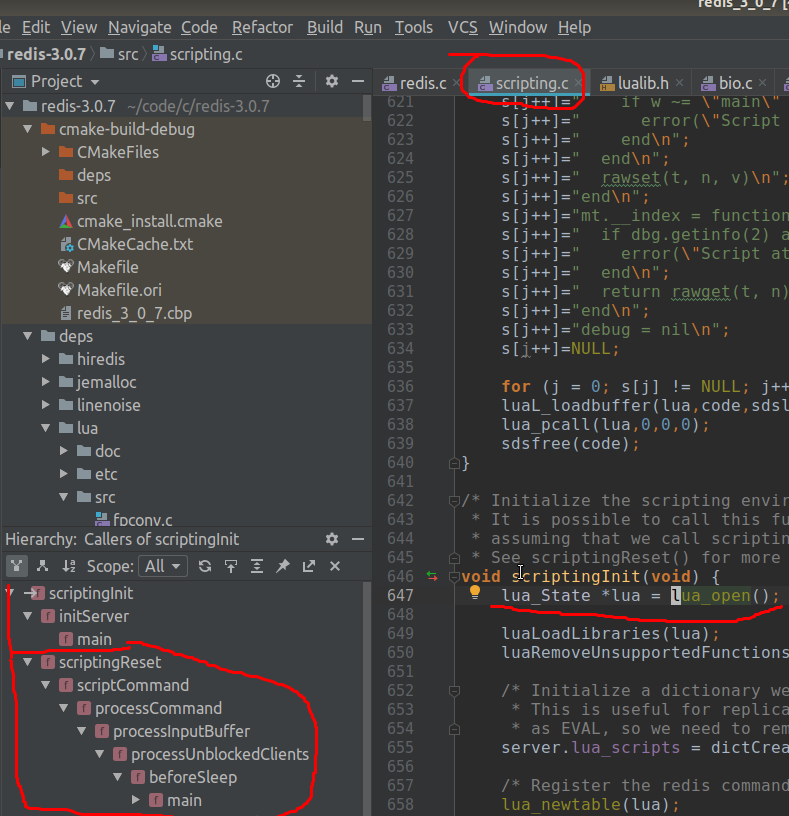 redis_3_0_7 [~
le Edit View Navigate Code Refactor Build Run Tools VCS Window Help
redis-3.0.7 src scripting.c
Project
redis.c scripting.c lualib.h bio.c
redis-3.0.7 ~/code/c/redis-3.0.7
cmake-build-debug
CMakeFiles
deps
src
cmake_install.cmake
CMakeCache.txt
Makefile
Makefile.ori
redis_3_0_7.cbp
deps
hiredis
jemalloc
linenoise
lua
doc
etc
src
fpconv.c
Hierarchy: Callers of scriptingInit
Scope: All
scriptingInit
initServer
main
scriptingReset
scriptCommand
processCommand
processInputBuffer
processUnblockedClients
beforeSleep
main
621 s[j++]="    if w ~= \"main\"
622 s[j++]="      error(\"Script
623 s[j++]="    end\n";
624 s[j++]="  end\n";
625 s[j++]="  rawset(t, n, v)\n";
626 s[j++]="end\n";
627 s[j++]="mt.__index = function
628 s[j++]="  if dbg.getinfo(2) a
629 s[j++]="    error(\"Script at
630 s[j++]="  end\n";
631 s[j++]="  return rawget(t, n)
632 s[j++]="end\n";
633 s[j++]="debug = nil\n";
634 s[j++]=NULL;
635
636 for (j = 0; s[j] != NULL; j++
637 luaL_loadbuffer(lua,code,sdsl
638 lua_pcall(lua,0,0,0);
639 sdsfree(code);
640 }
641
642 /* Initialize the scripting envir
643 * It is possible to call this fu
644 * assuming that we call scripting
645 * See scriptingReset() for more
646 void scriptingInit(void) {
647 lua_State *lua = lua_open();
648
649 luaLoadLibraries(lua);
650 luaRemoveUnsupportedFunctions
651
652 /* Initialize a dictionary we
653 * This is useful for replica
654 * as EVAL, so we need to rem
655 server.lua_scripts = dictCrea
656
657 /* Register the redis command
658 lua_newtable(lua);